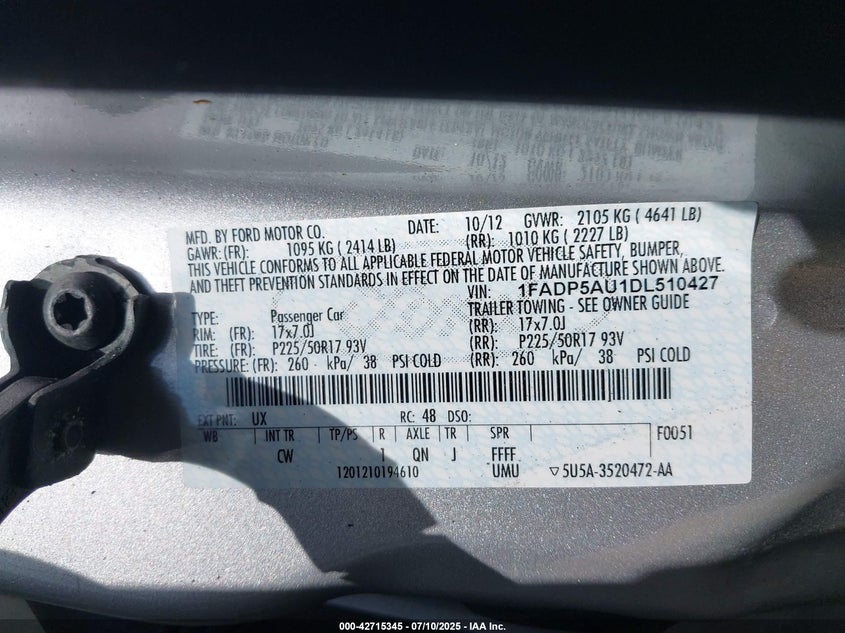 MFD. BY FORD MOTOR CO. DATE: 10/12 GVWR: 2105 KG ( 4641 LB)
GAWR: (FR): 1095 KG ( 2414 LB) (RR): 1010 KG ( 2227 LB)
THIS VEHICLE CONFORMS TO ALL APPLICABLE FEDERAL MOTOR VEHICLE SAFETY, BUMPER,
AND THEFT PREVENTION STANDARDS IN EFFECT ON THE DATE OF MANUFACTURE SHOWN ABOVE.
VIN: 1FADP5AU1DL510427
TYPE: Passenger Car TRAILER TOWING - SEE OWNER GUIDE
RIM: (FR): 17x7.0J (RR): 17x7.0J
TIRE: (FR): P225/50R17 93V (RR): P225/50R17 93V
PRESSURE: (FR): 260 kPa/ 38 PSI COLD (RR): 260 kPa/ 38 PSI COLD
EXT PNT: UX RC: 48 DSO: F0051
WB INT TR TP/PS R AXLE TR SPR
CW 1 QN J FFFF
1201210194610 UMU ▽5U5A-3520472-AA
000-42715345 - 07/10/2025 - IAA Inc.